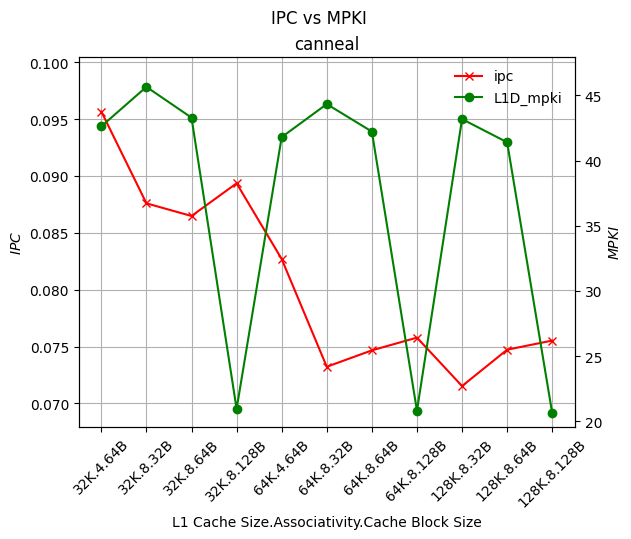 IPC vs MPKI
canneal
ipc
L1D_mpki
0.100
0.095
0.090
0.085
0.080
0.075
0.070
IPC
45
40
35
30
25
20
MPKI
32K.4.64B
32K.8.32B
32K.8.64B
32K.8.128B
64K.4.64B
64K.8.32B
64K.8.64B
64K.8.128B
128K.8.32B
128K.8.64B
128K.8.128B
L1 Cache Size.Associativity.Cache Block Size